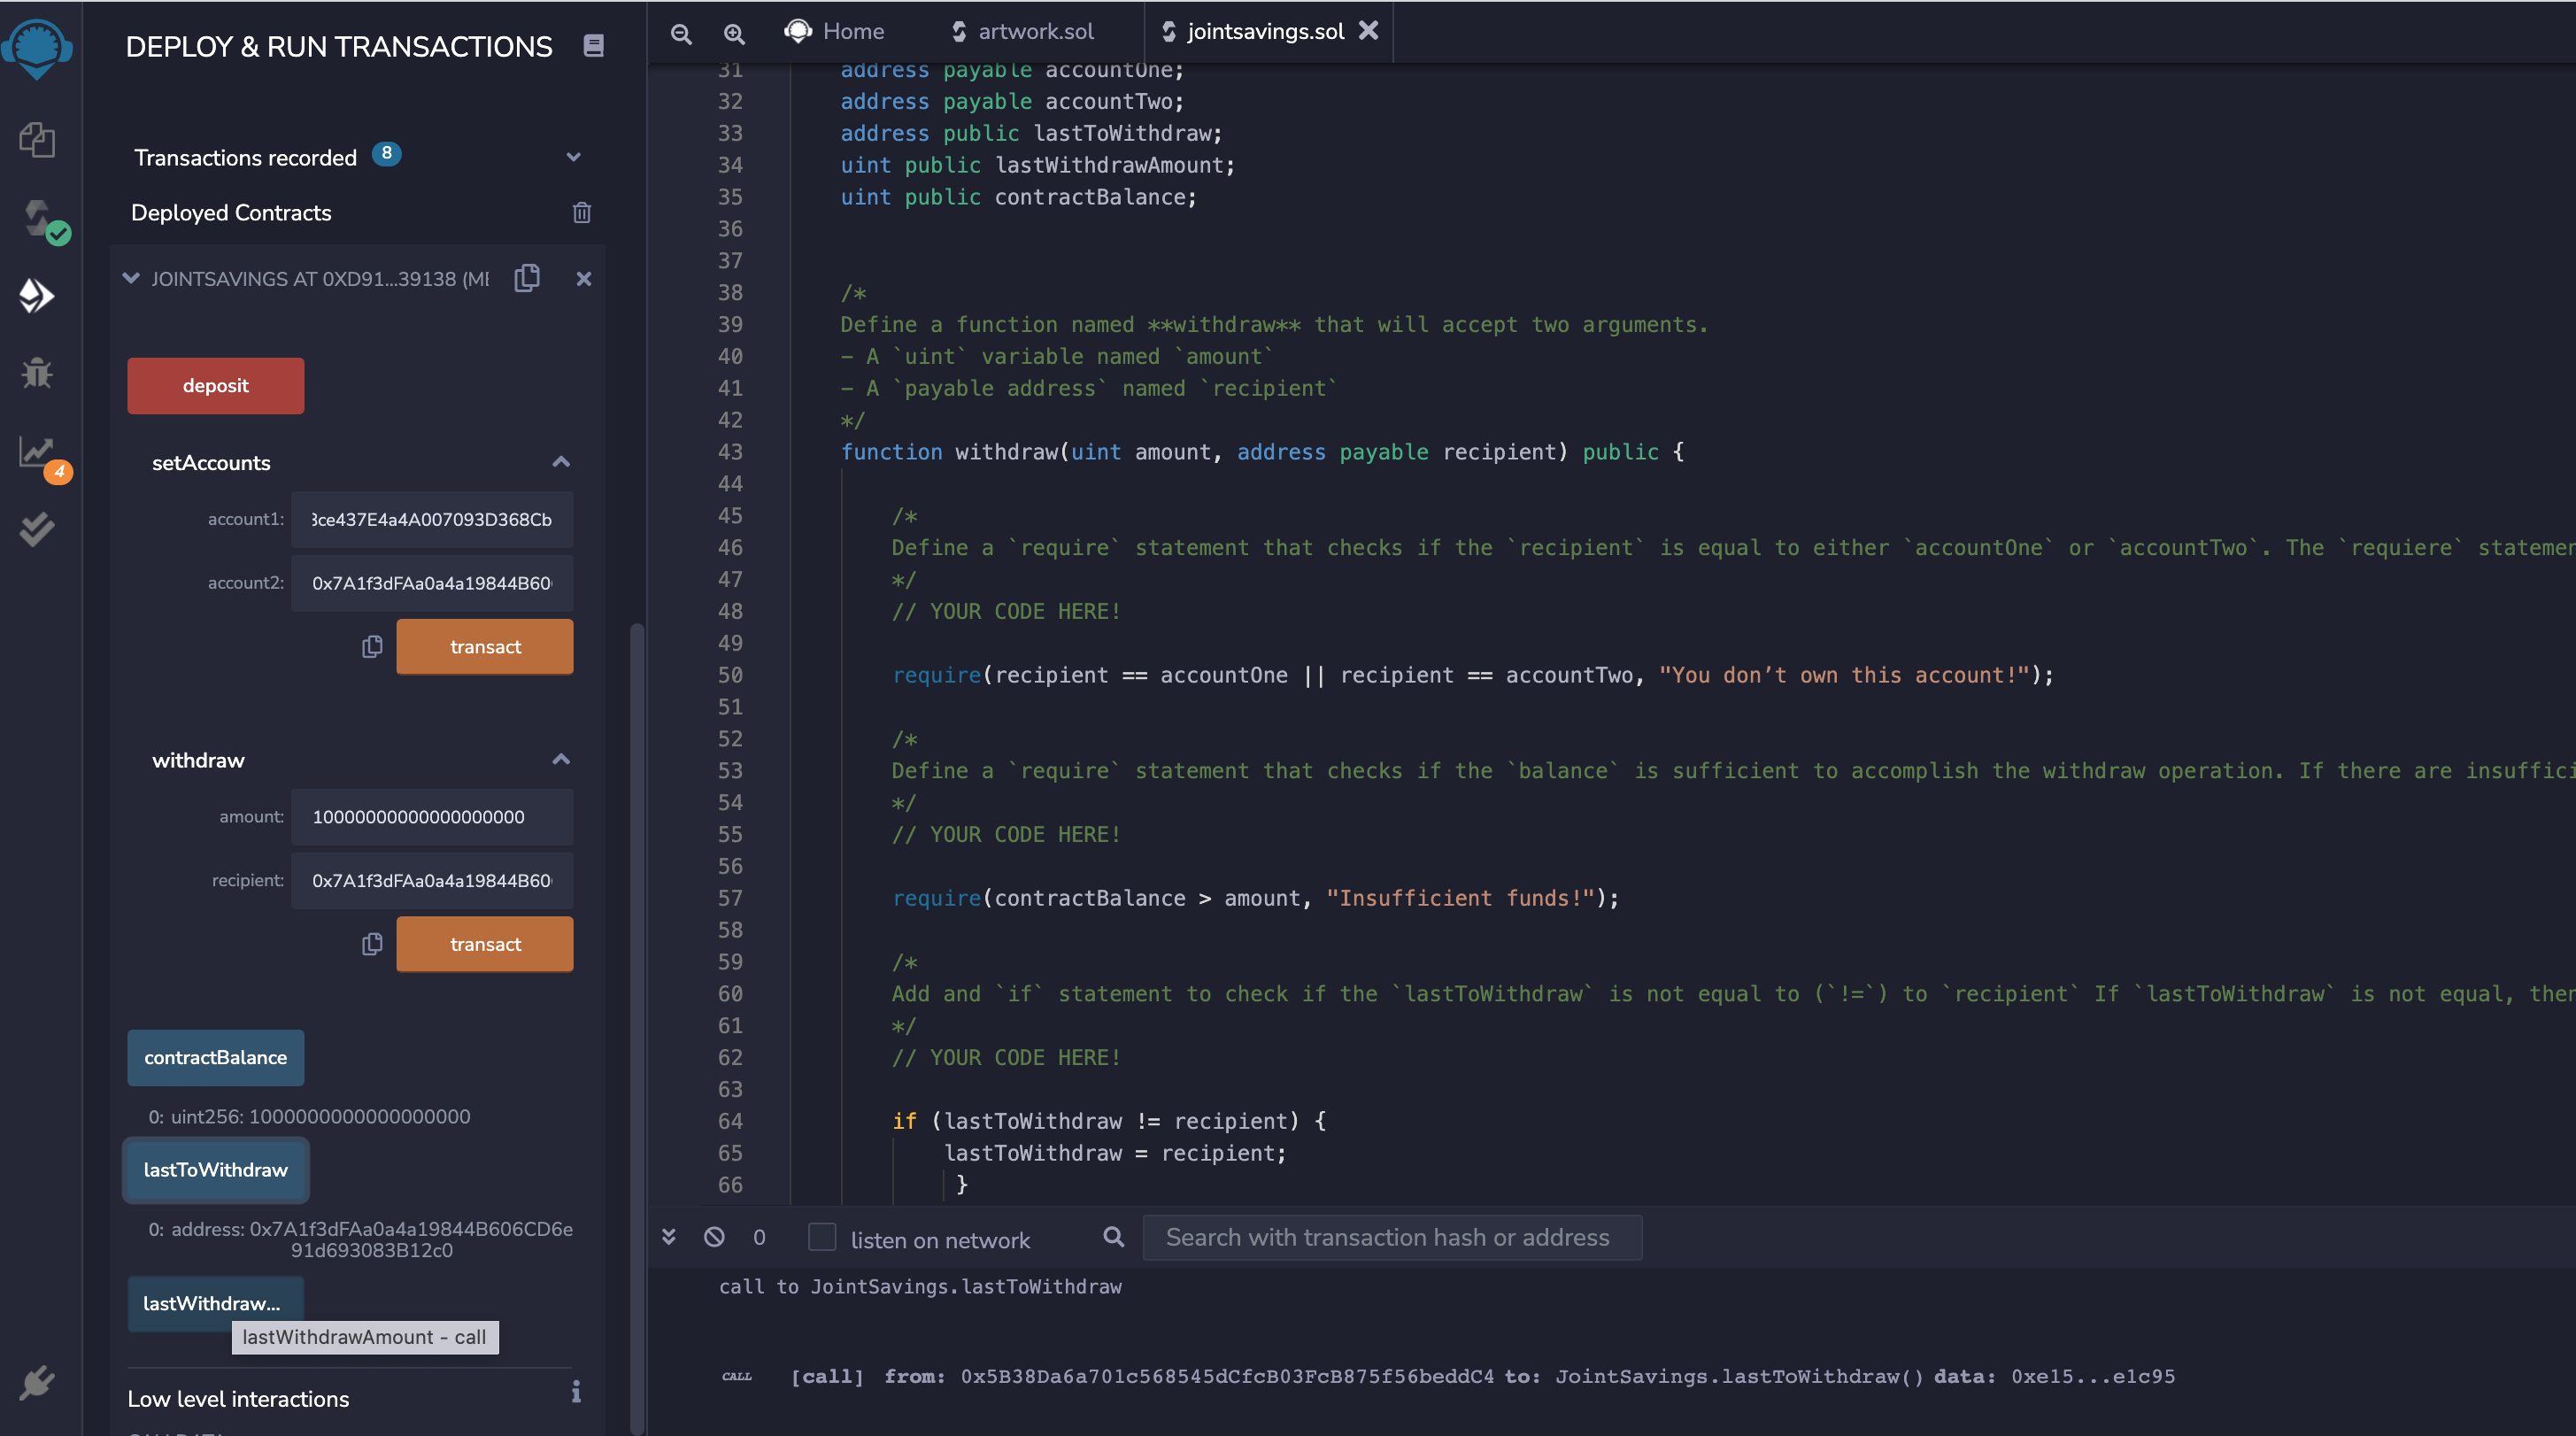 DEPLOY & RUN TRANSACTIONS
Transactions recorded 8
Deployed Contracts
JOINTSAVINGS AT 0XD91...39138 (ME
deposit
setAccounts
account1: 3ce437E4a4A007093D368Cb
account2: 0x7A1f3dFAa0a4a19844B60
transact
withdraw
amount: 10000000000000000000
recipient: 0x7A1f3dFAa0a4a19844B60
transact
contractBalance
0: uint256: 1000000000000000000
lastToWithdraw
0: address: 0x7A1f3dFAa0a4a19844B606CD6e
91d693083B12c0
lastWithdraw...
lastWithdrawAmount - call
Low level interactions
4
Home
artwork.sol
jointsavings.sol
31 address payable accountOne;
32 address payable accountTwo;
33 address public lastToWithdraw;
34 uint public lastWithdrawAmount;
35 uint public contractBalance;
36
37
38 /*
39 Define a function named **withdraw** that will accept two arguments.
40 - A `uint` variable named `amount`
41 - A `payable address` named `recipient`
42 */
43 function withdraw(uint amount, address payable recipient) public {
44
45 /*
46 Define a `require` statement that checks if the `recipient` is equal to either `accountOne` or `accountTwo`. The `requiere` statemen
47 */
48 // YOUR CODE HERE!
49
50 require(recipient == accountOne || recipient == accountTwo, "You don’t own this account!");
51
52 /*
53 Define a `require` statement that checks if the `balance` is sufficient to accomplish the withdraw operation. If there are insuffici
54 */
55 // YOUR CODE HERE!
56
57 require(contractBalance > amount, "Insufficient funds!");
58
59 /*
60 Add and `if` statement to check if the `lastToWithdraw` is not equal to (`!=`) to `recipient` If `lastToWithdraw` is not equal, then
61 */
62 // YOUR CODE HERE!
63
64 if (lastToWithdraw != recipient) {
65 lastToWithdraw = recipient;
66 }
0 listen on network Search with transaction hash or address
call to JointSavings.lastToWithdraw
CALL [call] from: 0x5B38Da6a701c568545dCfcB03FcB875f56beddC4 to: JointSavings.lastToWithdraw() data: 0xe15...e1c95